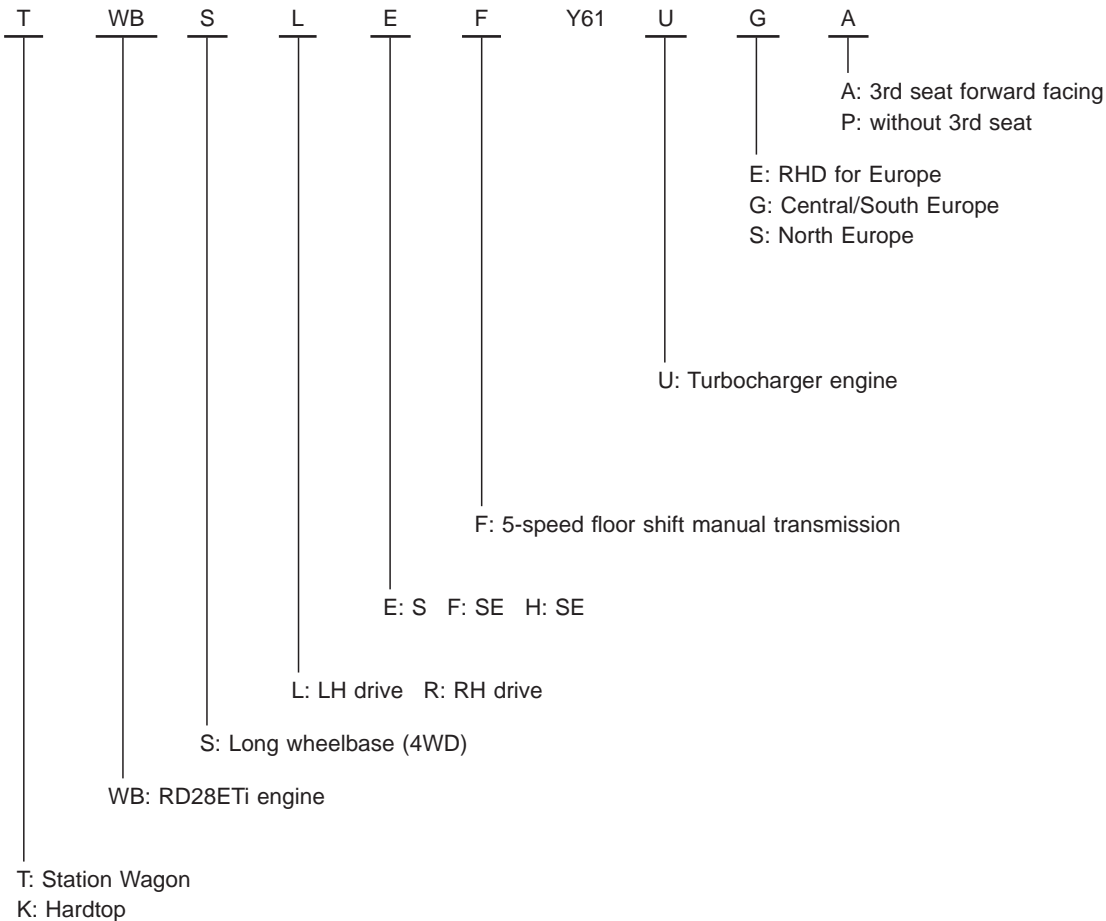 T WB S L E F Y61 U G A
A: 3rd seat forward facing
P: without 3rd seat
E: RHD for Europe
G: Central/South Europe
S: North Europe
U: Turbocharger engine
F: 5-speed floor shift manual transmission
E: S F: SE H: SE
L: LH drive R: RH drive
S: Long wheelbase (4WD)
WB: RD28ETi engine
T: Station Wagon
K: Hardtop